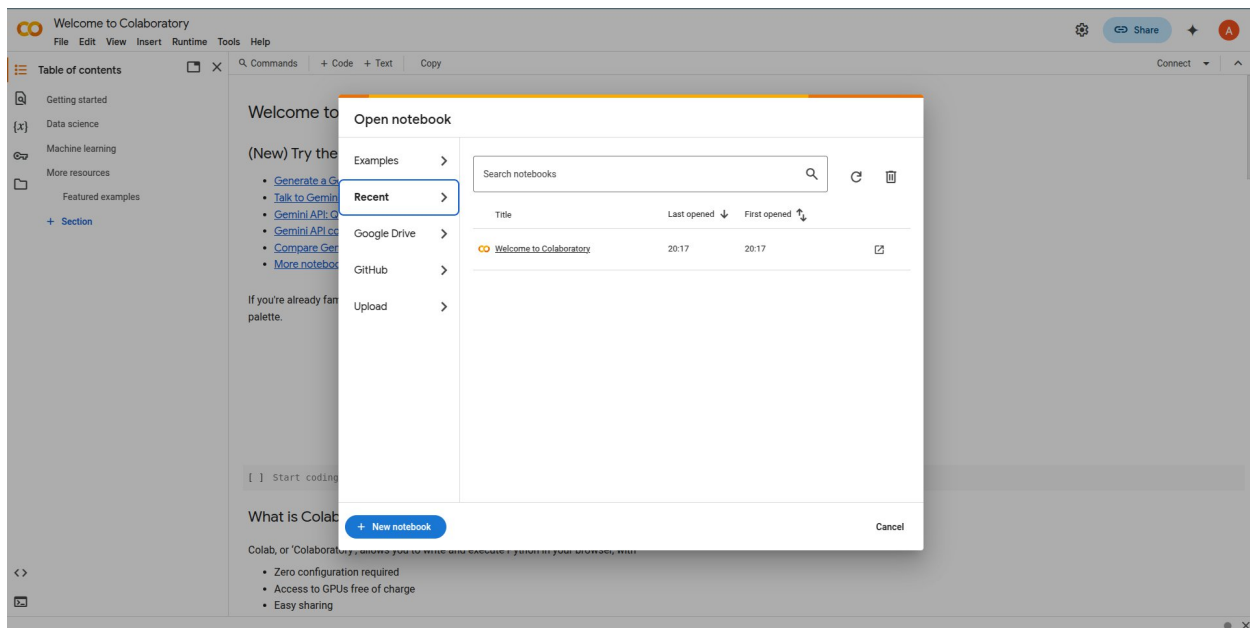 Welcome to Colaboratory
File Edit View Insert Runtime Tools Help
Share
A
Table of contents
Getting started
Data science
Machine learning
More resources
Featured examples
+ Section
Commands + Code + Text Copy
Connect
Welcome to
(New) Try the
Generate a G
Talk to Gemin
Gemini API: Q
Gemini API co
Compare Gem
More noteboo
If you're already fam
palette.
[ ] Start coding
What is Colab
Colab, or 'Colaboratory', allows you to write and execute Python in your browser, with
Zero configuration required
Access to GPUs free of charge
Easy sharing
Open notebook
Examples
Recent
Google Drive
GitHub
Upload
Search notebooks
Title Last opened First opened
Welcome to Colaboratory 20:17 20:17
+ New notebook
Cancel